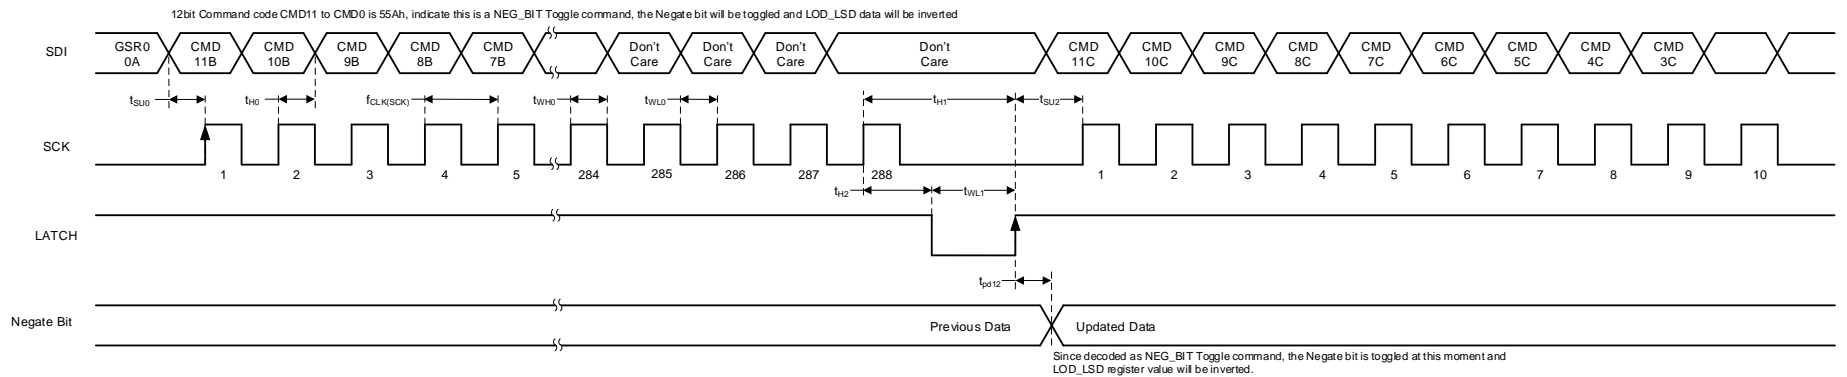 12bit Command code CMD11 to CMD0 is 55Ah, indicate this is a NEG_BIT Toggle command, the Negate bit will be toggled and LOD_LSD data will be inverted
SDI
GSR0 0A
CMD 11B
CMD 10B
CMD 9B
CMD 8B
CMD 7B
Don't Care
Don't Care
Don't Care
Don't Care
CMD 11C
CMD 10C
CMD 9C
CMD 8C
CMD 7C
CMD 6C
CMD 5C
CMD 4C
CMD 3C
tSU0
tH0
fCLK(SCK)
tWH0
tWL0
tH1
tSU2
SCK
1 2 3 4 5 284 285 286 287 288 1 2 3 4 5 6 7 8 9 10
tH2
tWL1
LATCH
tpd12
Negate Bit
Previous Data
Updated Data
Since decoded as NEG_BIT Toggle command, the Negate bit is toggled at this moment and
LOD_LSD register value will be inverted.